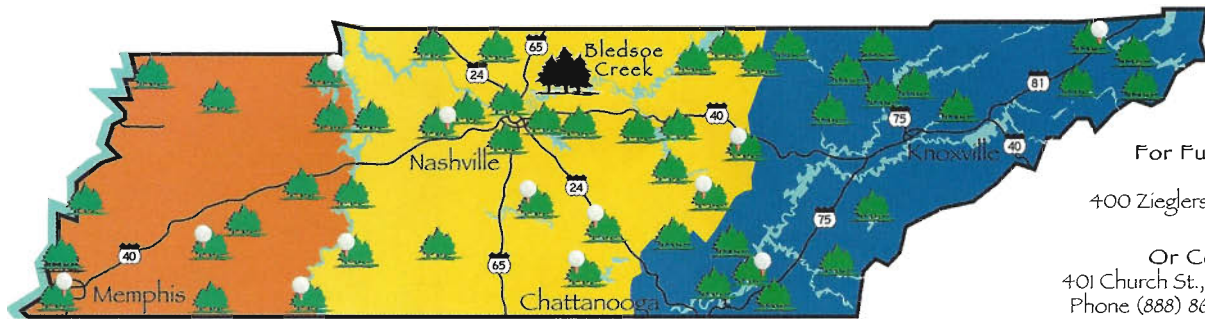 65
Bledsoe
Creek
24
40
81
75
40
Nashville
Knoxville
24
75
40
65
Memphis
Chattanooga
For Fu
400 Zieglers
Or Co
401 Church St.,
Phone (888) 86